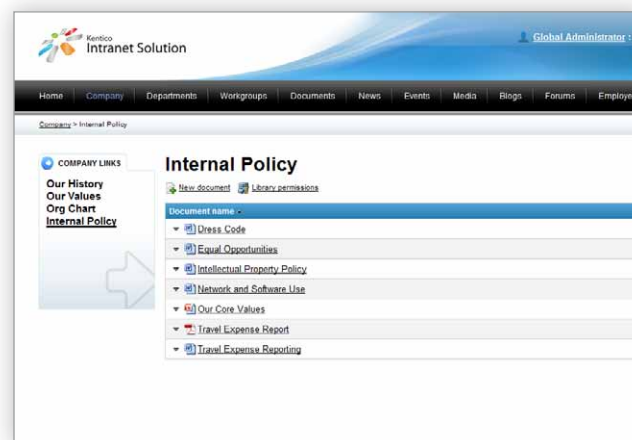 Kentico
Intranet Solution
Global Administrator
Home Company Departments Workgroups Documents News Events Media Blogs Forums Employe
Company > Internal Policy
COMPANY LINKS
Our History
Our Values
Org Chart
Internal Policy
Internal Policy
New document Library permissions
Document name
Dress Code
Equal Opportunities
Intellectual Property Policy
Network and Software Use
Our Core Values
Travel Expense Report
Travel Expense Reporting